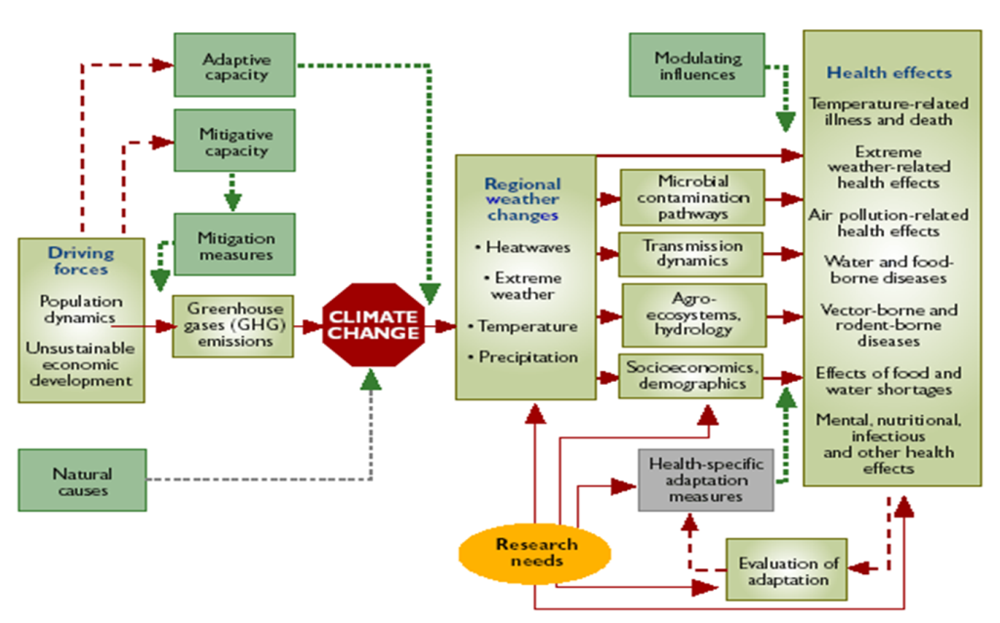 Adaptive
capacity
Mitigative
capacity
Mitigation
measures
Driving
forces
Population
dynamics
Unsustainable
economic
development
Greenhouse
gases (GHG)
emissions
CLIMATE
CHANGE
Natural
causes
Regional
weather
changes
• Heatwaves
• Extreme
weather
• Temperature
• Precipitation
Modulating
influences
Microbial
contamination
pathways
Transmission
dynamics
Agro-
ecosystems,
hydrology
Socioeconomics,
demographics
Health effects
Temperature-related
illness and death
Extreme
weather-related
health effects
Air pollution-related
health effects
Water and food-
borne diseases
Vector-borne and
rodent-borne
diseases
Effects of food and
water shortages
Mental, nutritional,
infectious
and other health
effects
Health-specific
adaptation
measures
Research
needs
Evaluation of
adaptation